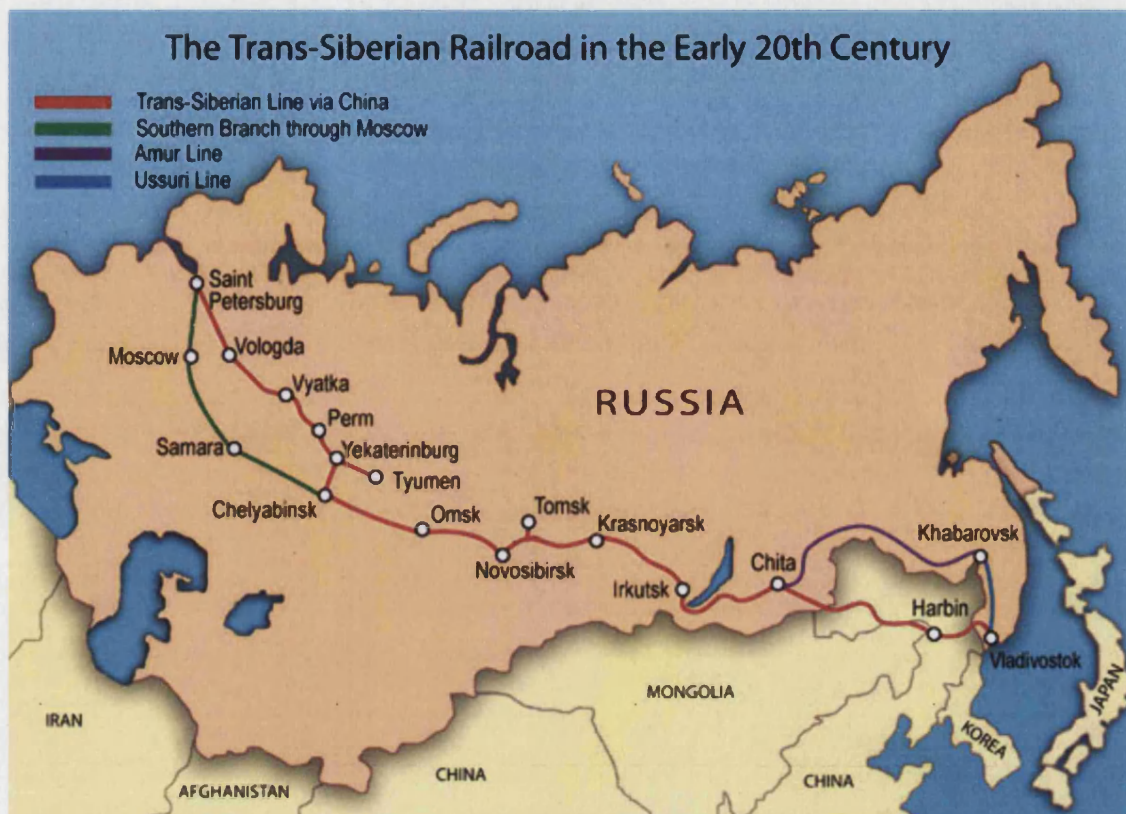 The Trans-Siberian Railroad in the Early 20th Century
Trans-Siberian Line via China
Southern Branch through Moscow
Amur Line
Ussuri Line
Saint
Petersburg
Moscow
Vologda
Vyatka
RUSSIA
Perm
Samara
Yekaterinburg
Tyumen
Chelyabinsk
Omsk
Tomsk
Krasnoyarsk
Khabarovsk
Novosibirsk
Chita
Irkutsk
Harbin
Vladivostok
MONGOLIA
JAPAN
IRAN
KOREA
CHINA
CHINA
AFGHANISTAN